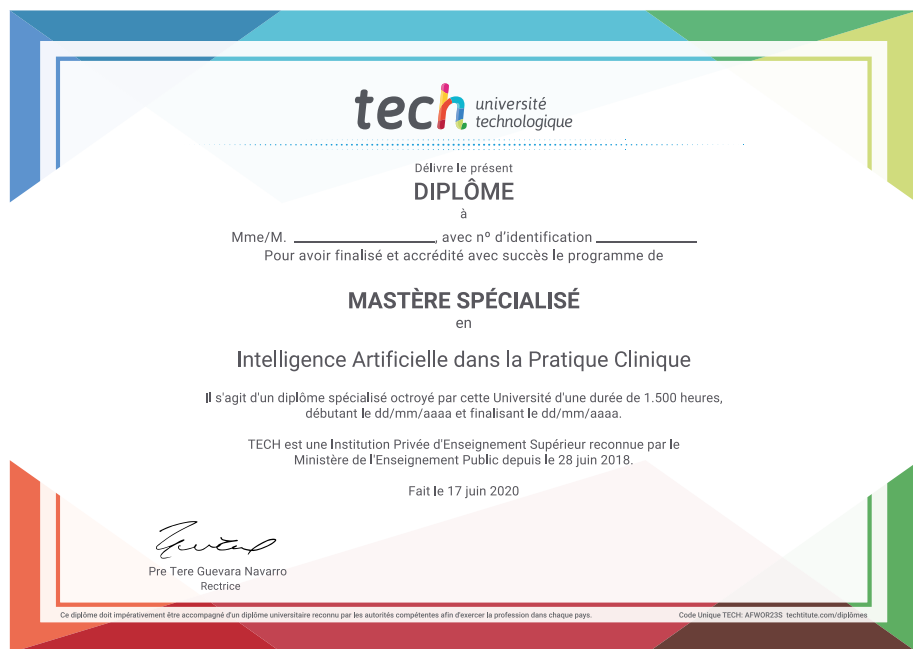 tech université
technologique
Délivre le présent
DIPLÔME
à
Mme/M. ____________, avec nº d'identification ____________
Pour avoir finalisé et accrédité avec succès le programme de
MASTÈRE SPÉCIALISÉ
en
Intelligence Artificielle dans la Pratique Clinique
Il s'agit d'un diplôme spécialisé octroyé par cette Université d'une durée de 1.500 heures,
débutant le dd/mm/aaaa et finalisant le dd/mm/aaaa.
TECH est une Institution Privée d'Enseignement Supérieur reconnue par le
Ministère de l'Enseignement Public depuis le 28 juin 2018.
Fait le 17 juin 2020
Pre Tere Guevara Navarro
Rectrice
Ce diplôme doit impérativement être accompagné d'un diplôme universitaire reconnu par les autorités compétentes afin d'exercer la profession dans chaque pays.
Code Unique TECH: AFWOR23S techtitute.com/diplômes